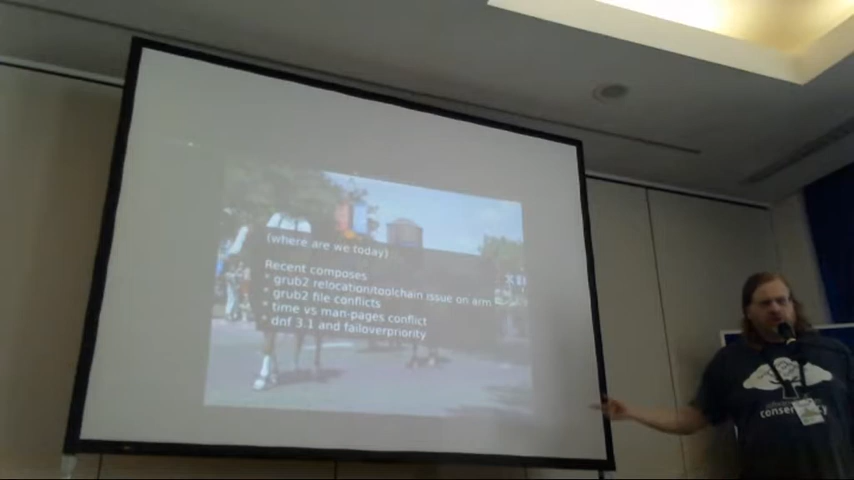 (where are we today)
Recent composes
* grub2 relocation/toolchain issue on arm
* grub2 file conflicts
* time vs man-pages conflict
* dnf 3.1 and failoverpriority